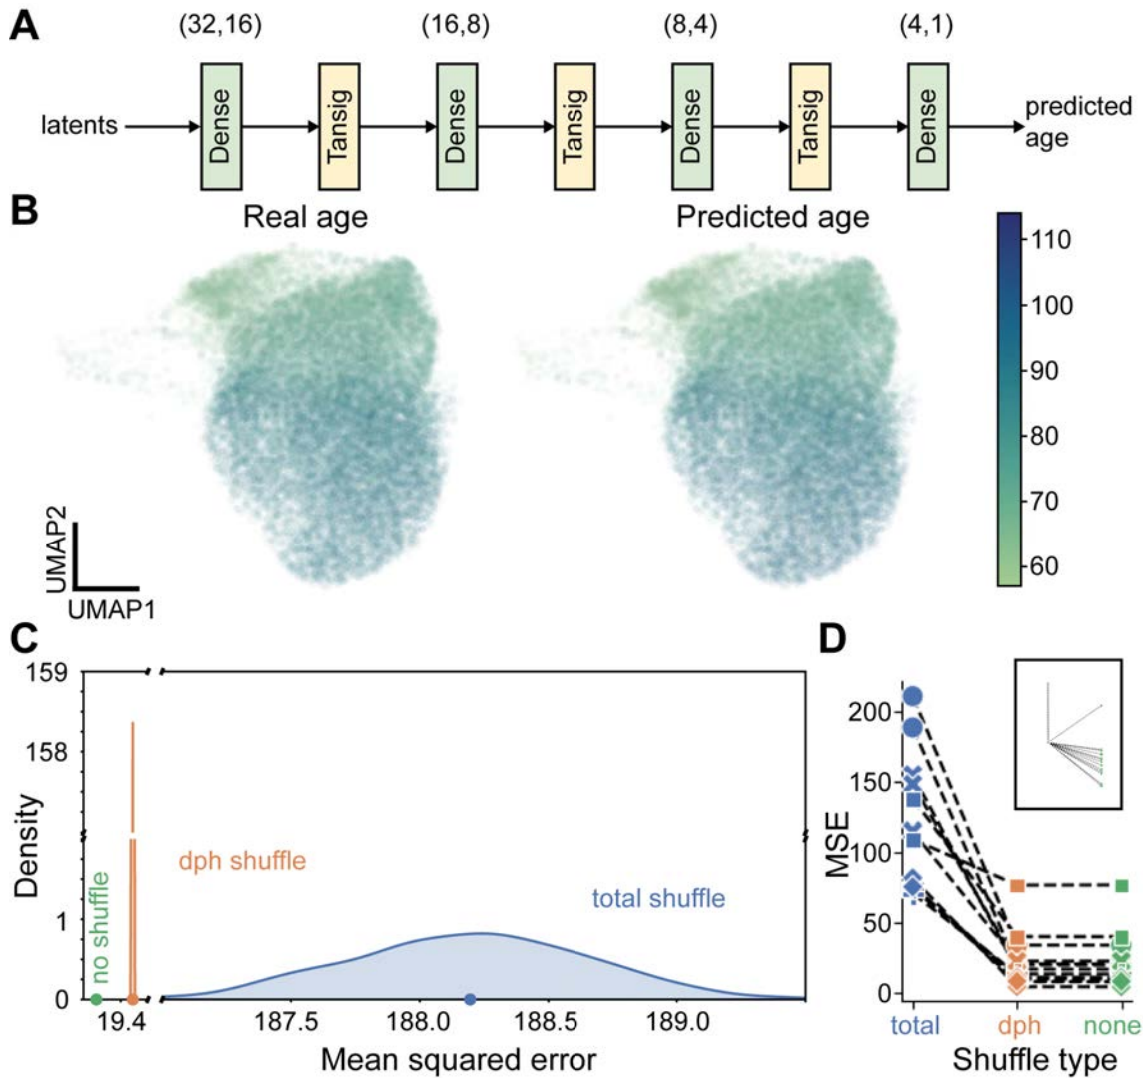 A
(32,16)
(16,8)
(8,4)
(4,1)
latents
Dense
Tansig
Dense
Tansig
Dense
Tansig
Dense
predicted
age
B
Real age
Predicted age
110
100
90
80
70
60
UMAP2
UMAP1
C
159
158
1
0
Density
no shuffle
dph shuffle
total shuffle
19.4
187.5
188.0
188.5
189.0
Mean squared error
D
200
150
100
50
0
MSE
total
dph
none
Shuffle type